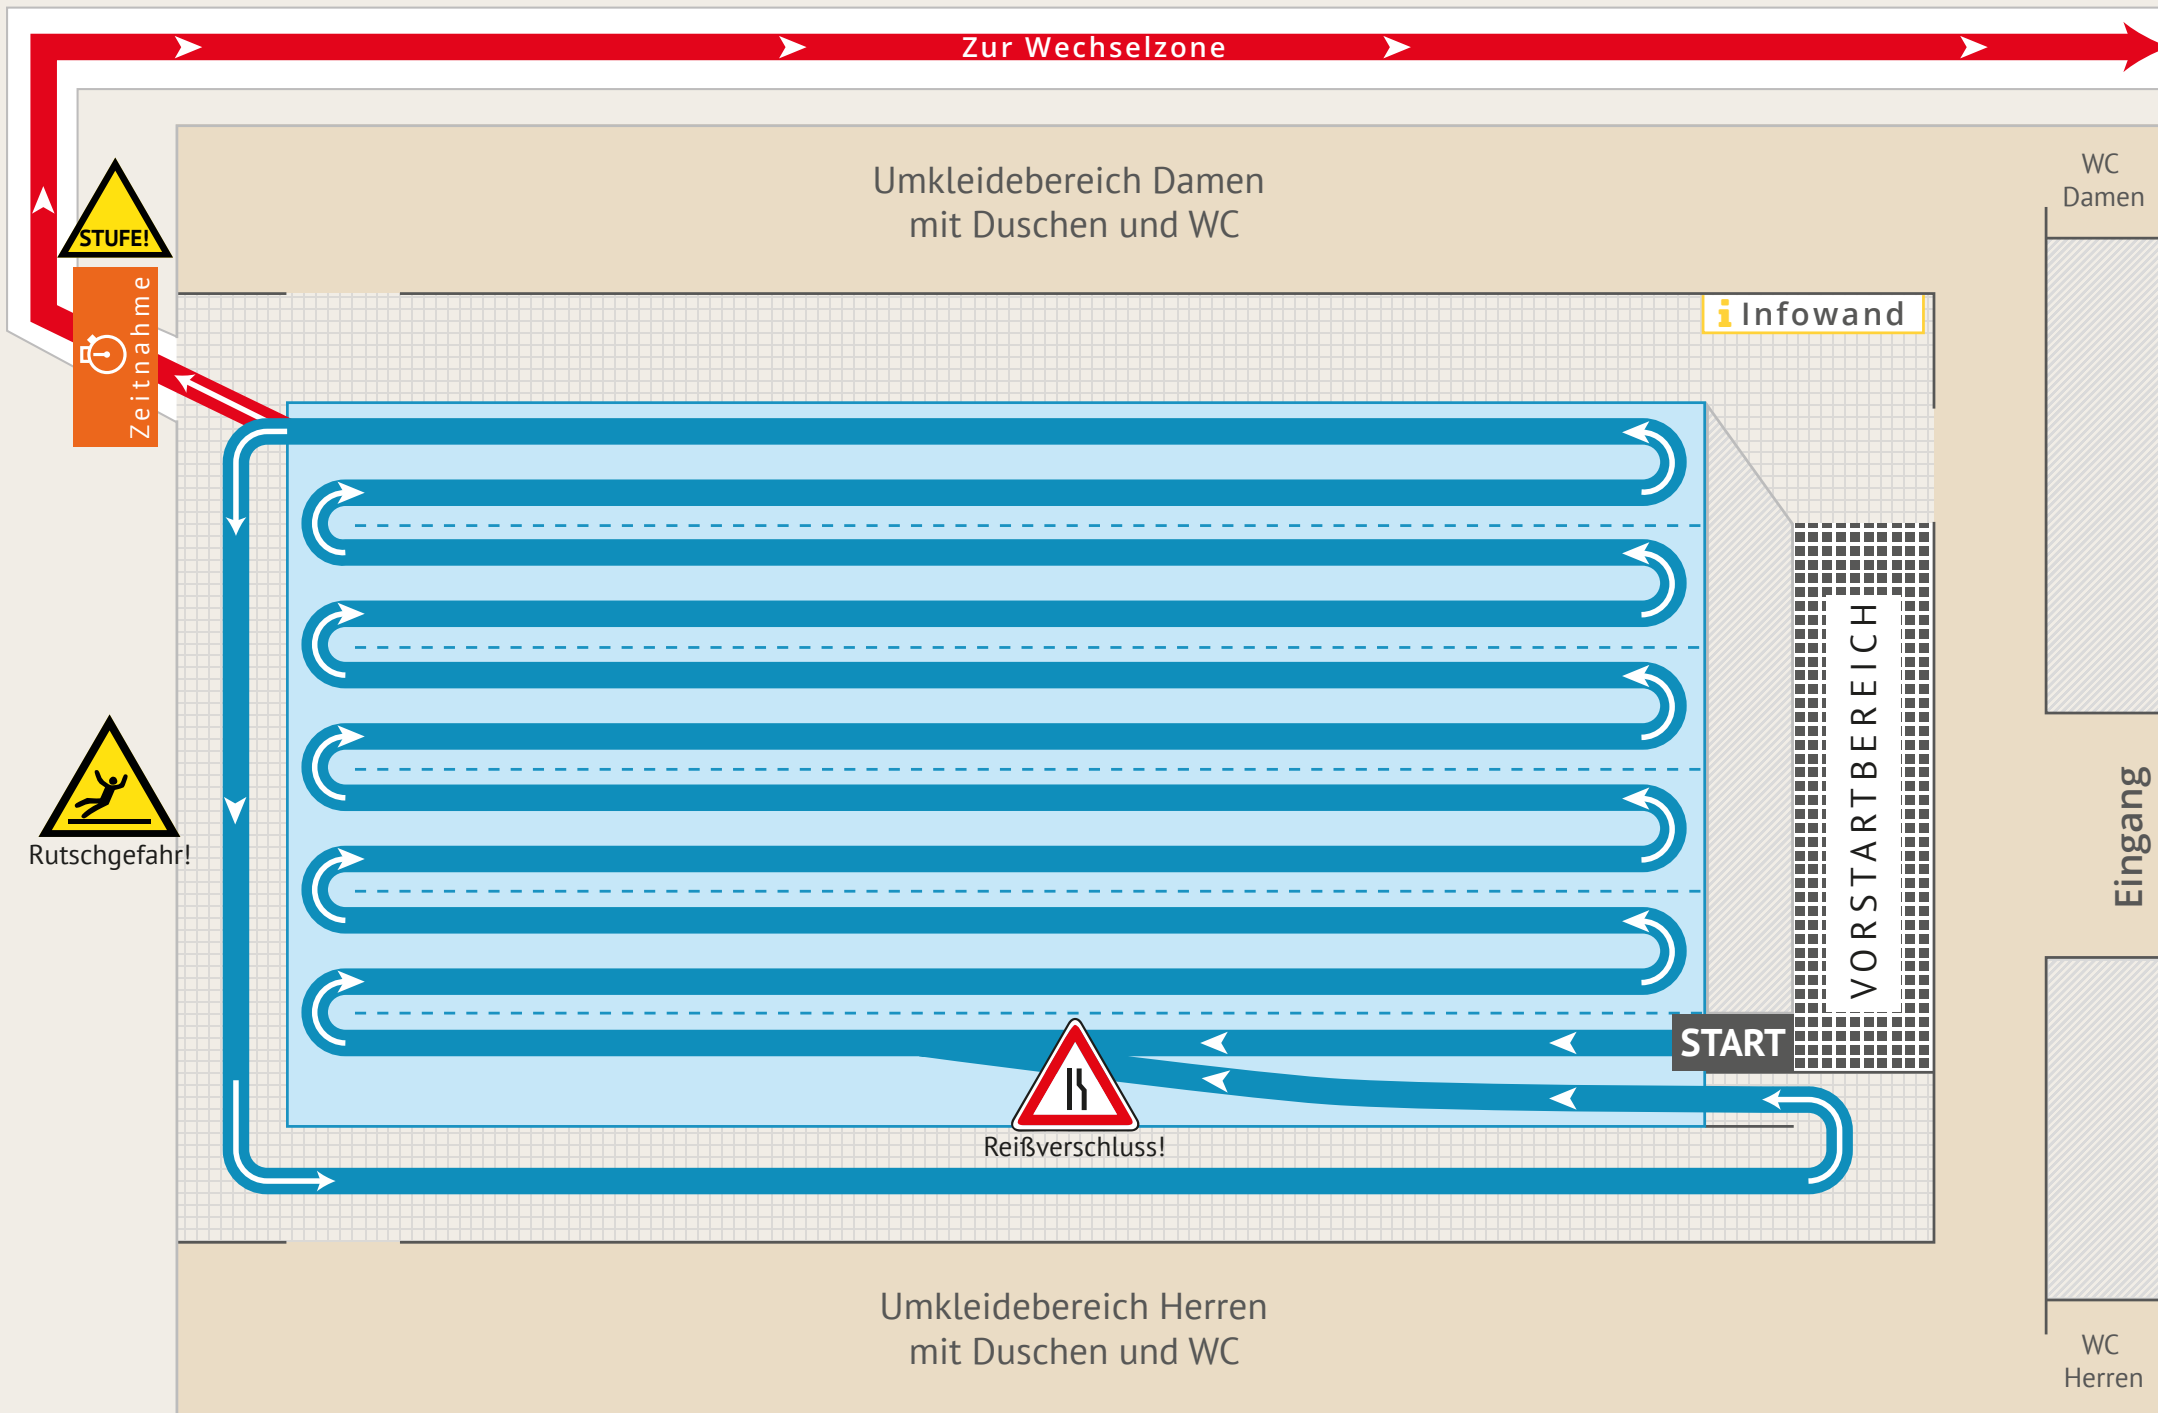 Zur Wechselzone
Umkleidebereich Damen
mit Duschen und WC
WC
Damen
STUFE!
Zeitnahme
i Infowand
VORSTARTBEREICH
Eingang
Rutschgefahr!
START
Reißverschluss!
Umkleidebereich Herren
mit Duschen und WC
WC
Herren